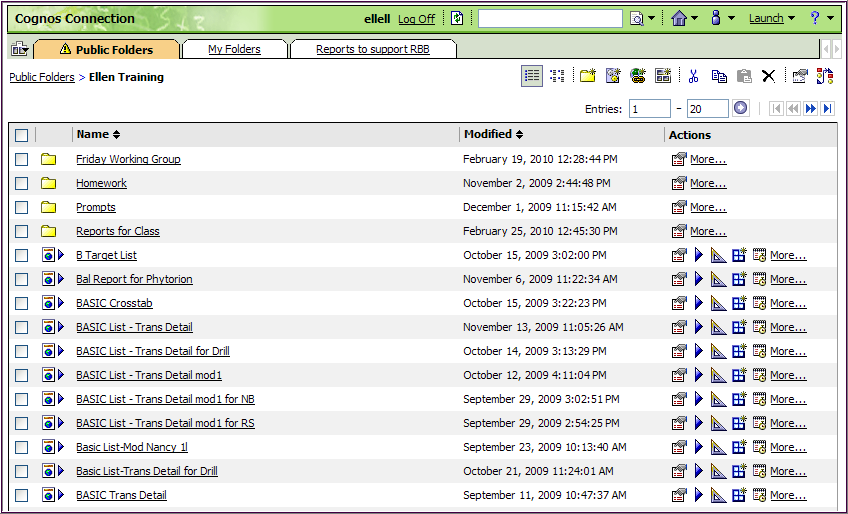 Cognos Connection ellell Log Off Launch ?
Public Folders My Folders Reports to support RBB
Public Folders > Ellen Training
Entries: 1 - 20
Name Modified Actions
Friday Working Group February 19, 2010 12:28:44 PM More...
Homework November 2, 2009 2:44:48 PM More...
Prompts December 1, 2009 11:15:42 AM More...
Reports for Class February 25, 2010 12:45:30 PM More...
B Target List October 15, 2009 3:02:00 PM More...
Bal Report for Phytorion November 6, 2009 11:22:34 AM More...
BASIC Crosstab October 15, 2009 3:22:23 PM More...
BASIC List - Trans Detail November 13, 2009 11:05:26 AM More...
BASIC List - Trans Detail for Drill October 14, 2009 3:13:29 PM More...
BASIC List - Trans Detail mod1 October 12, 2009 4:11:04 PM More...
BASIC List - Trans Detail mod1 for NB September 29, 2009 3:02:51 PM More...
BASIC List - Trans Detail mod1 for RS September 29, 2009 2:54:25 PM More...
Basic List-Mod Nancy 1l September 23, 2009 10:13:40 AM More...
Basic List-Trans Detail for Drill October 21, 2009 11:24:01 AM More...
BASIC Trans Detail September 11, 2009 10:47:37 AM More...